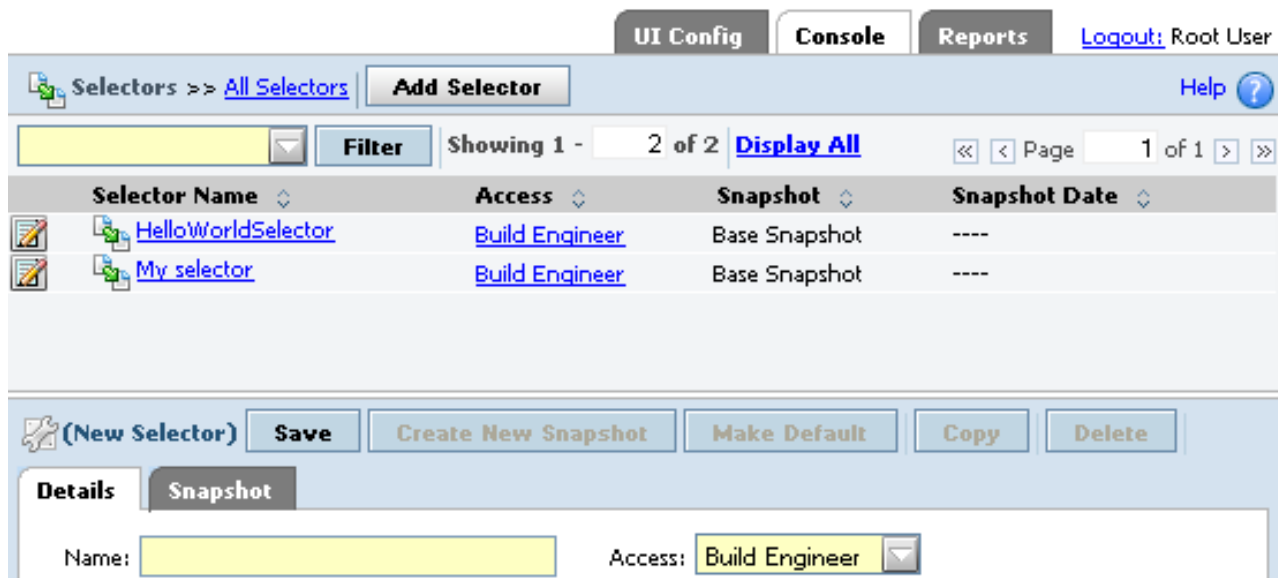 UI Config Console Reports Logout: Root User
Selectors >> All Selectors Add Selector Help ?
Filter Showing 1 - 2 of 2 Display All << < Page 1 of 1 > >>
Selector Name Access Snapshot Snapshot Date
HelloWorldSelector Build Engineer Base Snapshot ----
My selector Build Engineer Base Snapshot ----
(New Selector) Save Create New Snapshot Make Default Copy Delete
Details Snapshot
Name: Access: Build Engineer